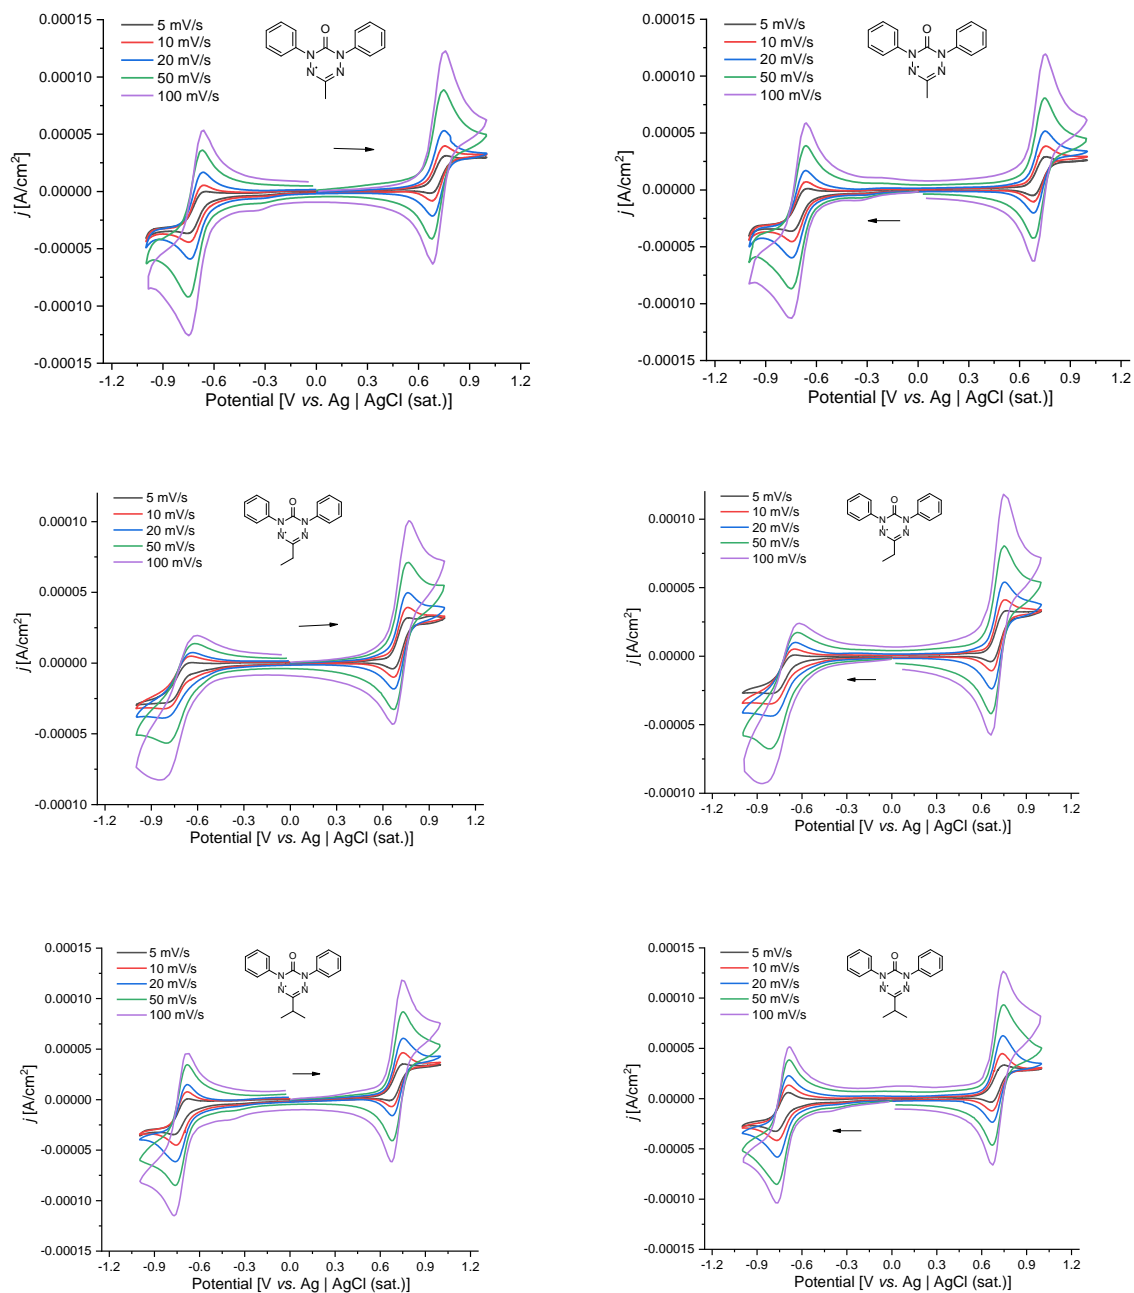 5 mV/s
10 mV/s
20 mV/s
50 mV/s
100 mV/s
O
N N
N· N
0.00015
0.00010
0.00005
0.00000
-0.00005
-0.00010
-0.00015
j [A/cm²]
-1.2 -0.9 -0.6 -0.3 0.0 0.3 0.6 0.9 1.2
Potential [V vs. Ag | AgCl (sat.)]
5 mV/s
10 mV/s
20 mV/s
50 mV/s
100 mV/s
O
N N
N· N
0.00015
0.00010
0.00005
0.00000
-0.00005
-0.00010
-0.00015
j [A/cm²]
-1.2 -0.9 -0.6 -0.3 0.0 0.3 0.6 0.9 1.2
Potential [V vs. Ag | AgCl (sat.)]
5 mV/s
10 mV/s
20 mV/s
50 mV/s
100 mV/s
O
N N
N· N
0.00010
0.00005
0.00000
-0.00005
-0.00010
j [A/cm²]
-1.2 -0.9 -0.6 -0.3 0.0 0.3 0.6 0.9 1.2
Potential [V vs. Ag | AgCl (sat.)]
5 mV/s
10 mV/s
20 mV/s
50 mV/s
100 mV/s
O
N N
N· N
0.00010
0.00005
0.00000
-0.00005
-0.00010
j [A/cm²]
-1.2 -0.9 -0.6 -0.3 0.0 0.3 0.6 0.9 1.2
Potential [V vs. Ag | AgCl (sat.)]
5 mV/s
10 mV/s
20 mV/s
50 mV/s
100 mV/s
O
N N
N· N
0.00015
0.00010
0.00005
0.00000
-0.00005
-0.00010
-0.00015
j [A/cm²]
-1.2 -0.9 -0.6 -0.3 0.0 0.3 0.6 0.9 1.2
Potential [V vs. Ag | AgCl (sat.)]
5 mV/s
10 mV/s
20 mV/s
50 mV/s
100 mV/s
O
N N
N· N
0.00015
0.00010
0.00005
0.00000
-0.00005
-0.00010
-0.00015
j [A/cm²]
-1.2 -0.9 -0.6 -0.3 0.0 0.3 0.6 0.9 1.2
Potential [V vs. Ag | AgCl (sat.)]